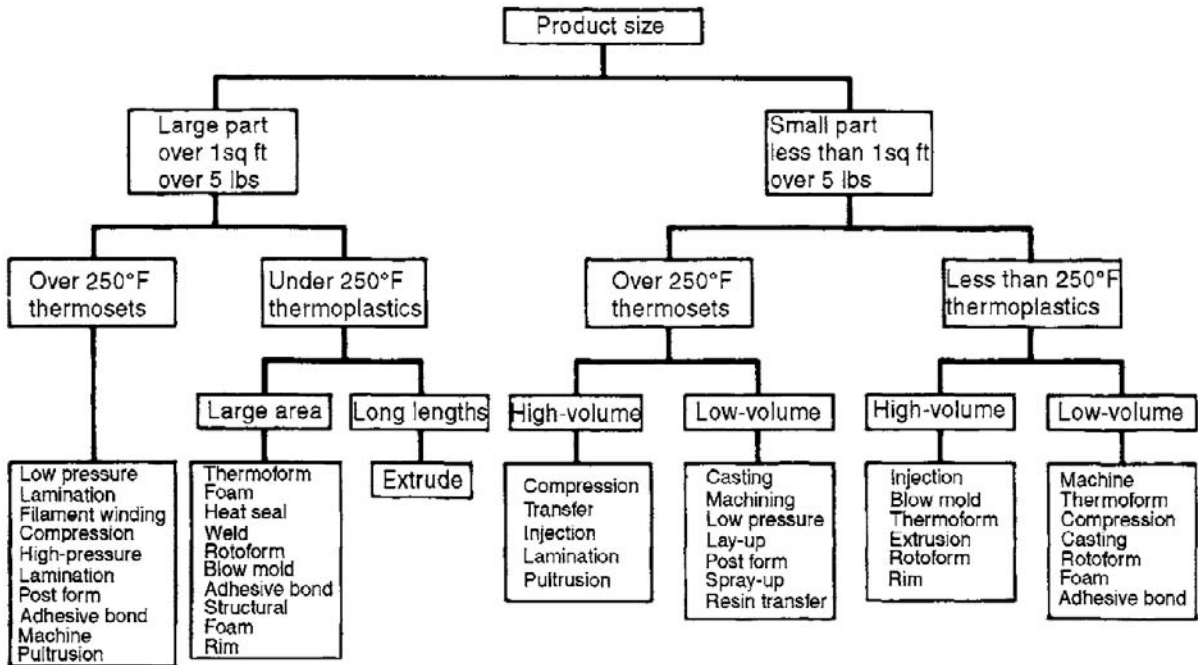 Product size
Large part
over 1sq ft
over 5 lbs
Small part
less than 1sq ft
over 5 lbs
Over 250°F
thermosets
Under 250°F
thermoplastics
Over 250°F
thermosets
Less than 250°F
thermoplastics
Large area
Long lengths
High-volume
Low-volume
High-volume
Low-volume
Low pressure
Lamination
Filament winding
Compression
High-pressure
Lamination
Post form
Adhesive bond
Machine
Pultrusion
Thermoform
Foam
Heat seal
Weld
Rotoform
Blow mold
Adhesive bond
Structural
Foam
Rim
Extrude
Compression
Transfer
Injection
Lamination
Pultrusion
Casting
Machining
Low pressure
Lay-up
Post form
Spray-up
Resin transfer
Injection
Blow mold
Thermoform
Extrusion
Rotoform
Rim
Machine
Thermoform
Compression
Casting
Rotoform
Foam
Adhesive bond